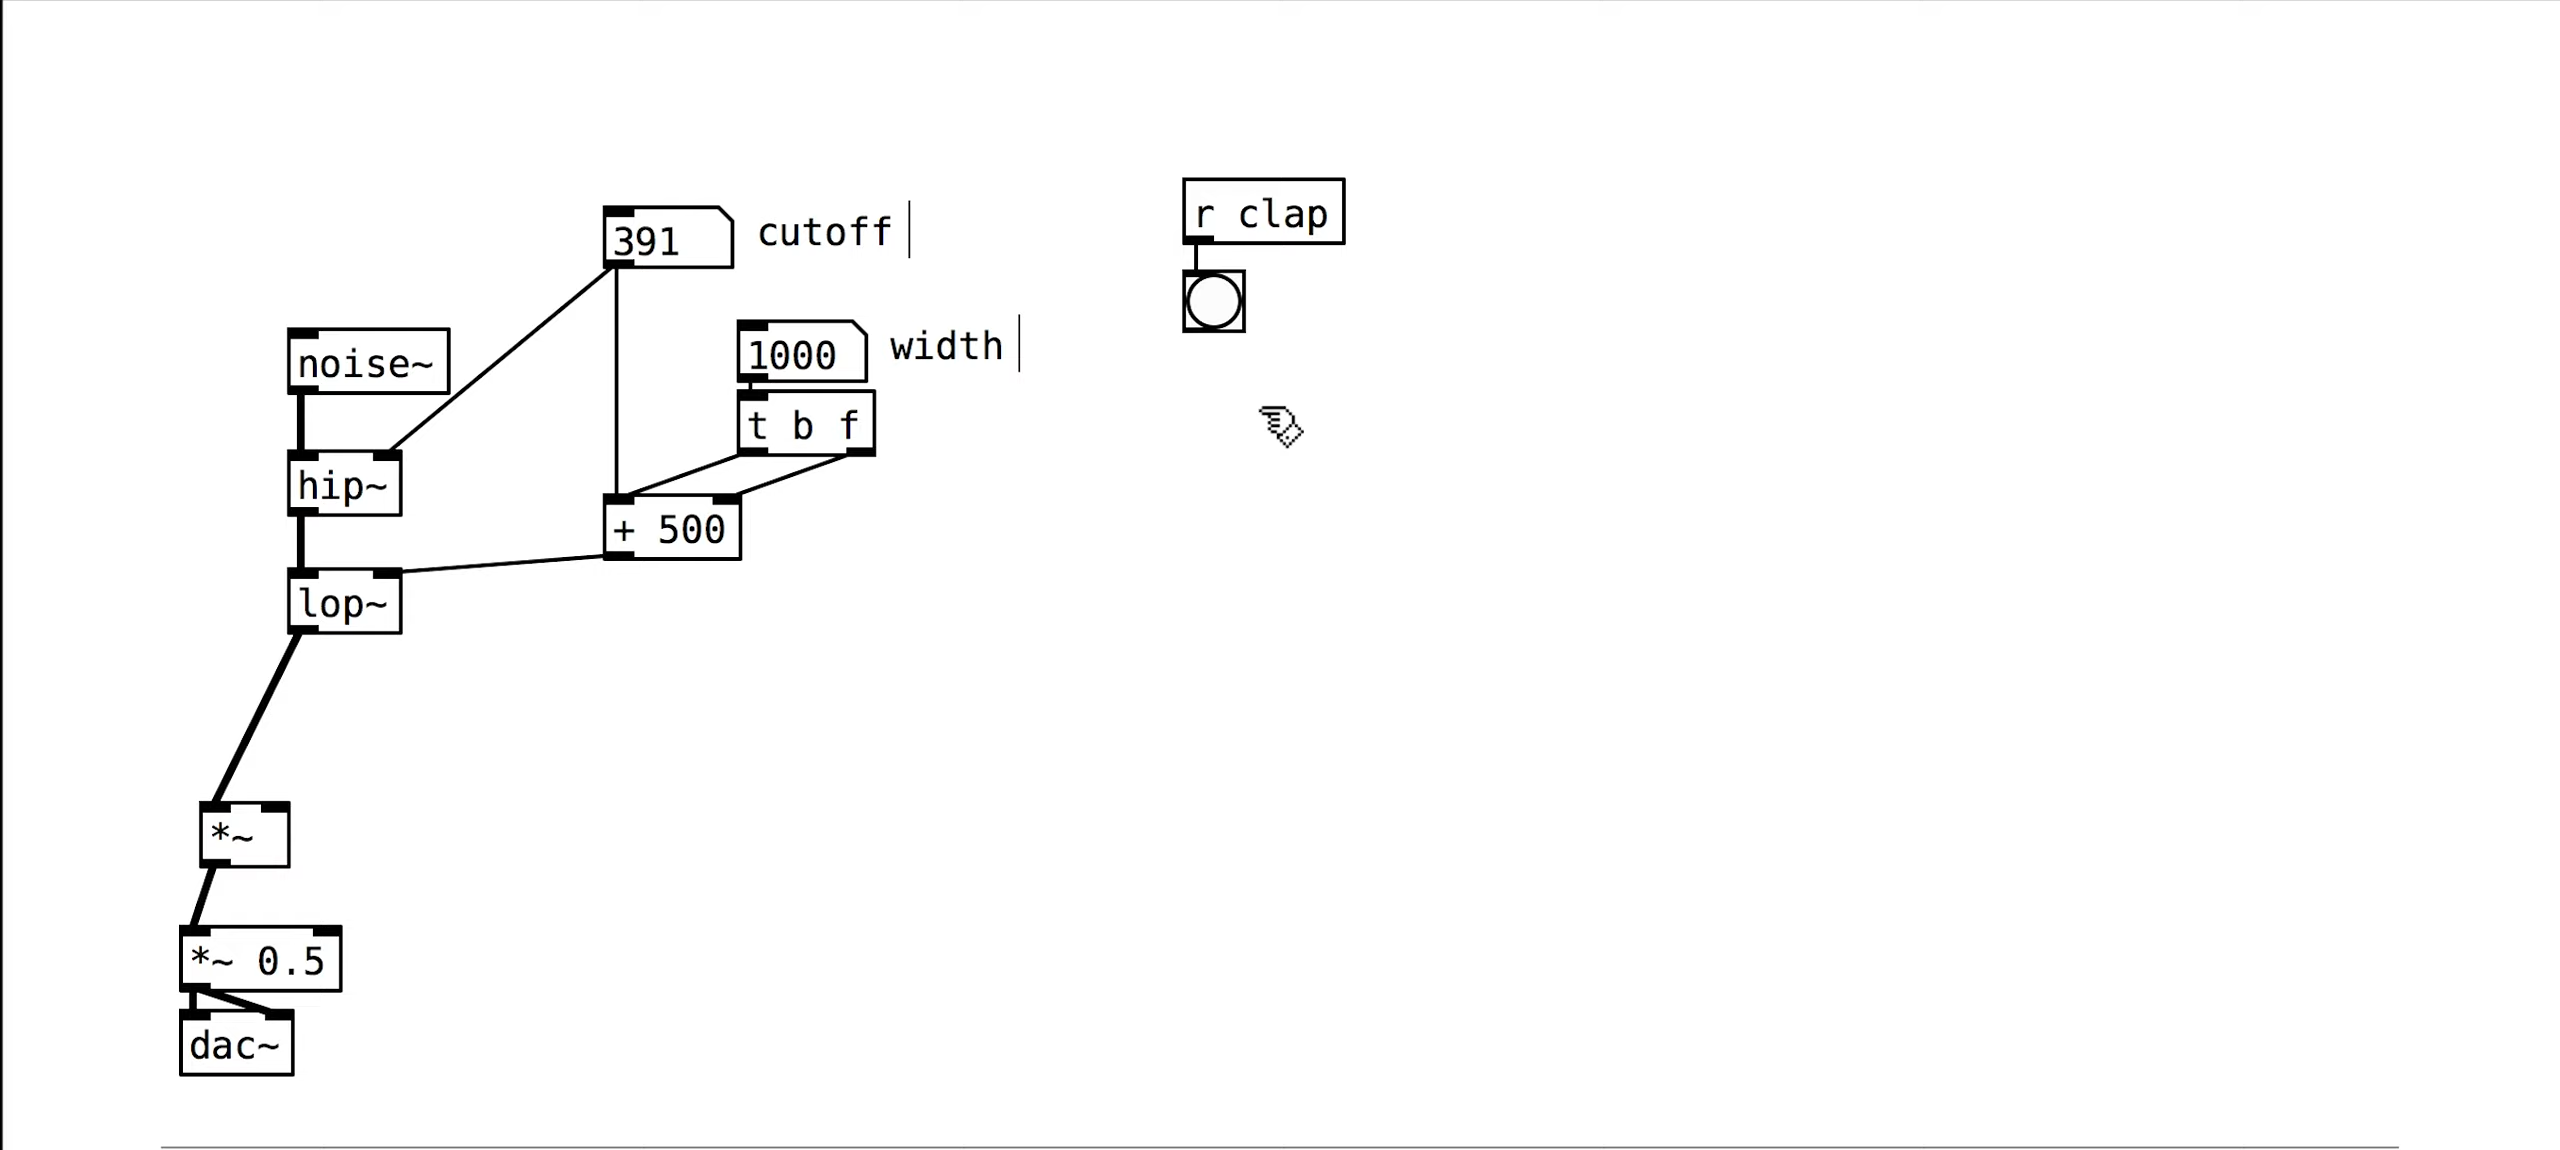 r clap
391 cutoff
noise~
1000 width
t b f
hip~
+ 500
lop~
*~
*~ 0.5
dac~